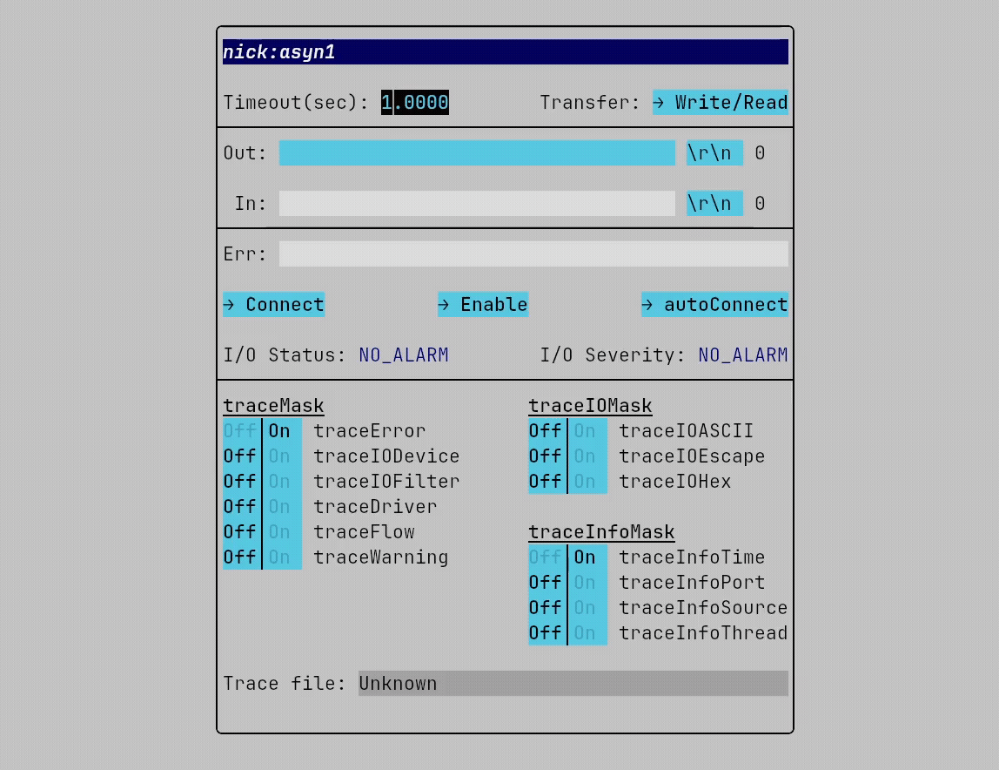 nick:asyn1
Timeout(sec): 1.0000 Transfer: → Write/Read
Out: \r\n 0
In: \r\n 0
Err:
→ Connect → Enable → autoConnect
I/O Status: NO_ALARM I/O Severity: NO_ALARM
traceMask traceIOMask
Off On traceError Off On traceIOASCII
Off On traceIODevice Off On traceIOEscape
Off On traceIOFilter Off On traceIOHex
Off On traceDriver
Off On traceFlow traceInfoMask
Off On traceWarning Off On traceInfoTime
Off On traceInfoPort
Off On traceInfoSource
Off On traceInfoThread
Trace file: Unknown